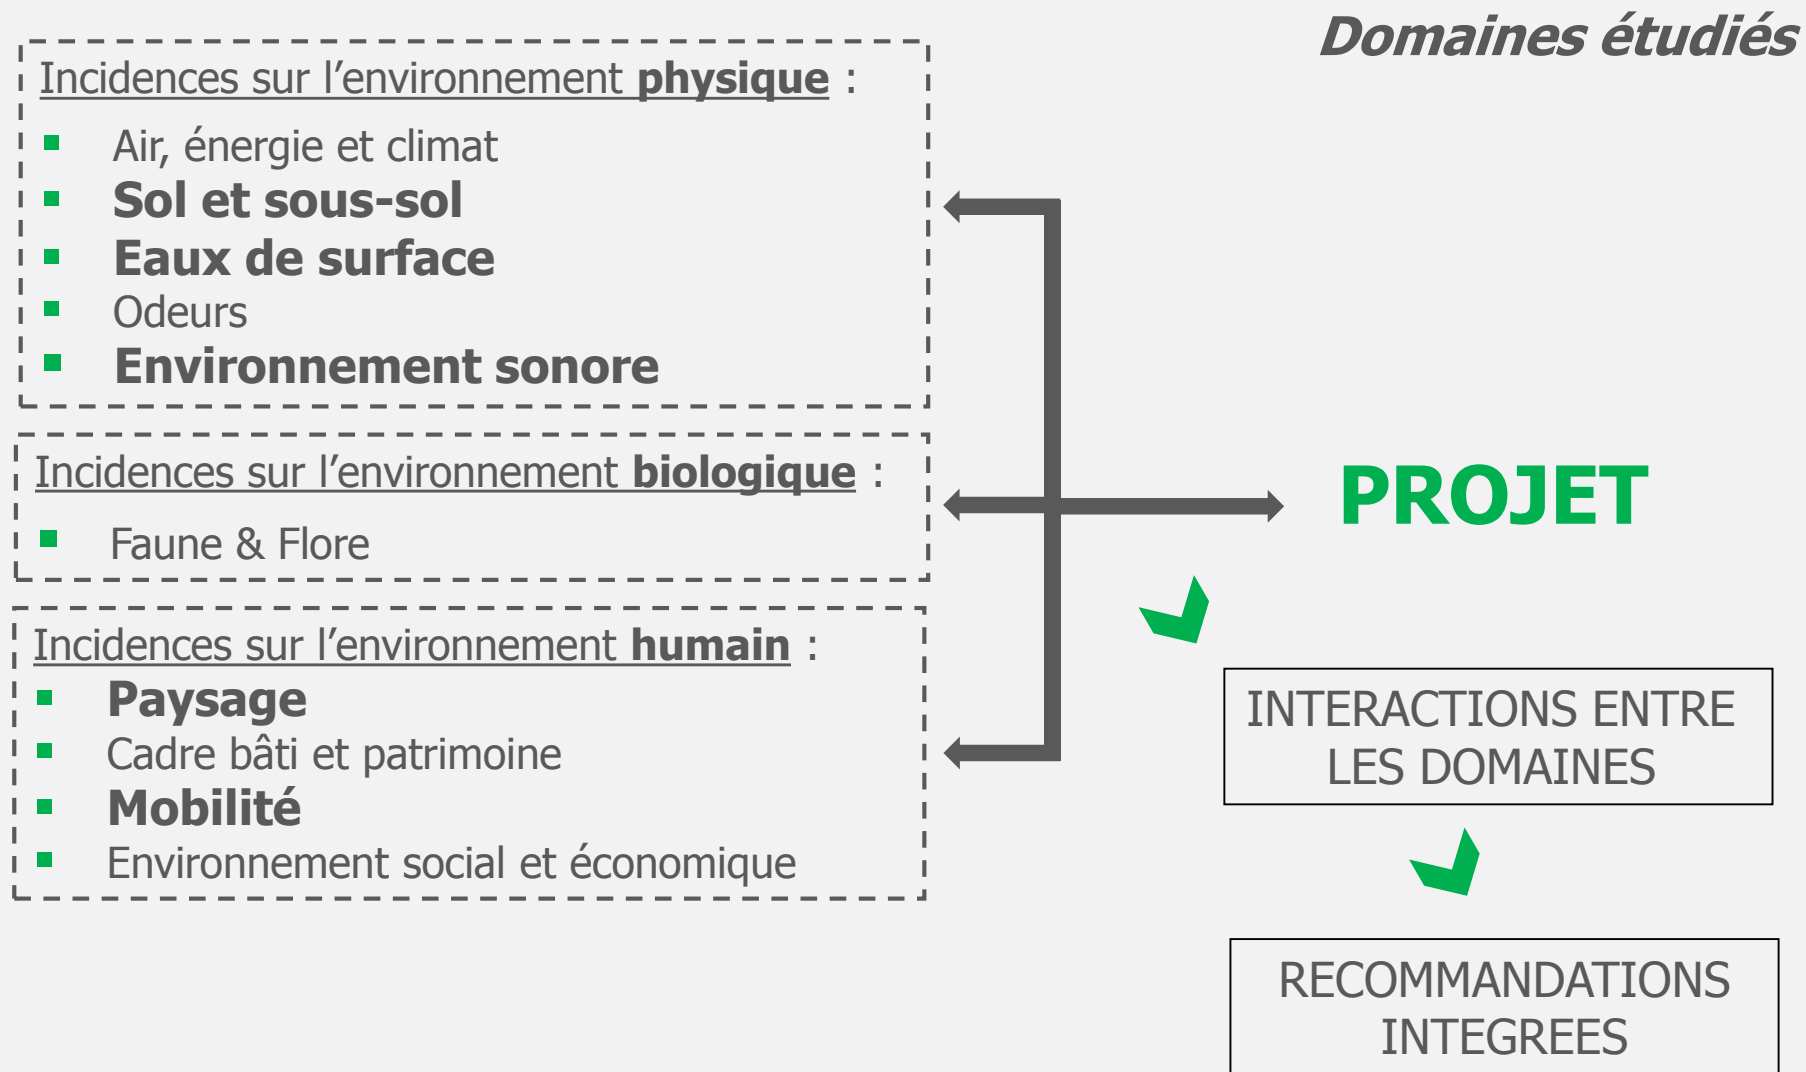 Domaines étudiés
Incidences sur l’environnement physique :
Air, énergie et climat
Sol et sous-sol
Eaux de surface
Odeurs
Environnement sonore
Incidences sur l’environnement biologique :
Faune & Flore
Incidences sur l’environnement humain :
Paysage
Cadre bâti et patrimoine
Mobilité
Environnement social et économique
PROJET
INTERACTIONS ENTRE
LES DOMAINES
RECOMMANDATIONS
INTEGREES